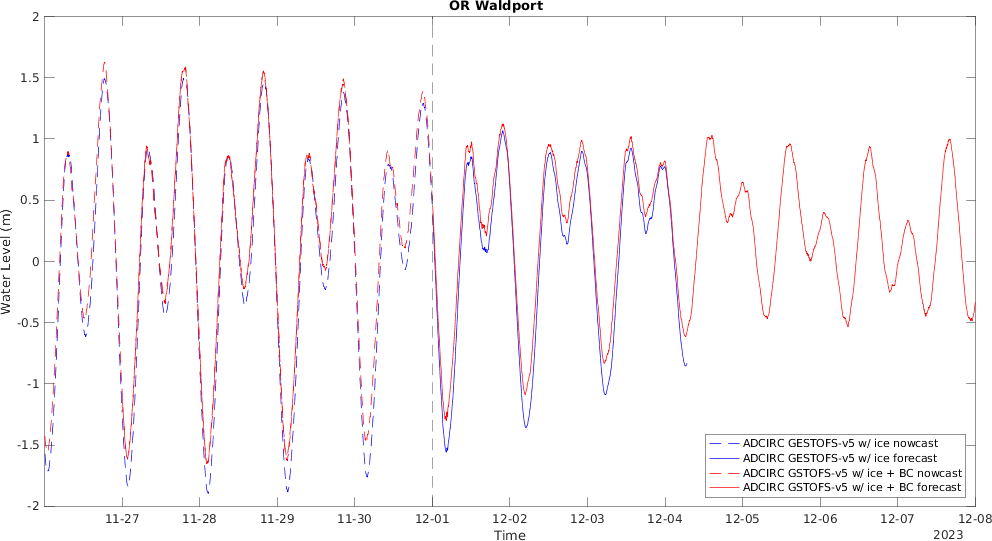 OR Waldport
2
1.5
1
0.5
0
-0.5
-1
-1.5
-2
Water Level (m)
ADCIRC GESTOFS-v5 w/ ice nowcast
ADCIRC GESTOFS-v5 w/ ice forecast
ADCIRC GSTOFS-v5 w/ ice + BC nowcast
ADCIRC GSTOFS-v5 w/ ice + BC forecast
11-27 11-28 11-29 11-30 12-01 12-02 12-03 12-04 12-05 12-06 12-07 12-08
Time
2023